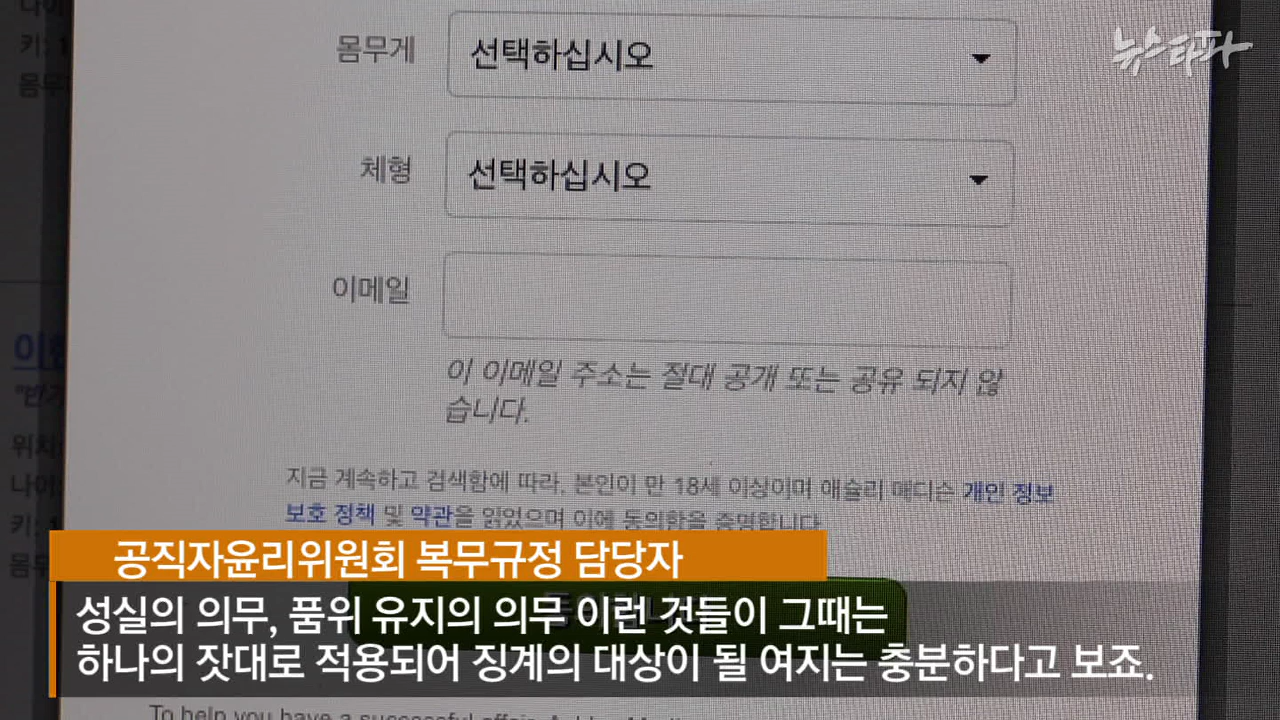 뉴스타파
몸무게
선택하십시오
체형
선택하십시오
이메일
이 이메일 주소는 절대 공개 또는 공유 되지 않
습니다.
지금 계속하고 검색함에 따라, 본인이 만 18세 이상이며 애슐리 매디슨 개인 정보
보호 정책 및 약관을 읽었으며 이에 동의함을 증명합니다
공직자윤리위원회 복무규정 담당자
성실의 의무, 품위 유지의 의무 이런 것들이 그때는
하나의 잣대로 적용되어 징계의 대상이 될 여지는 충분하다고 보죠.
To help you have a successful affair